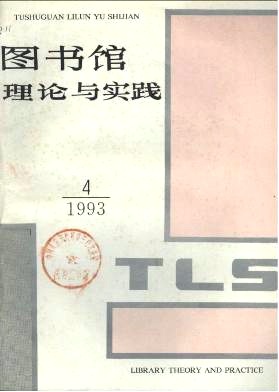 TUSHUGUAN LILUN YU SHIJIAN
图书馆
理论与实践
4
1993
TLS
LIBRARY THEORY AND PRACTICE